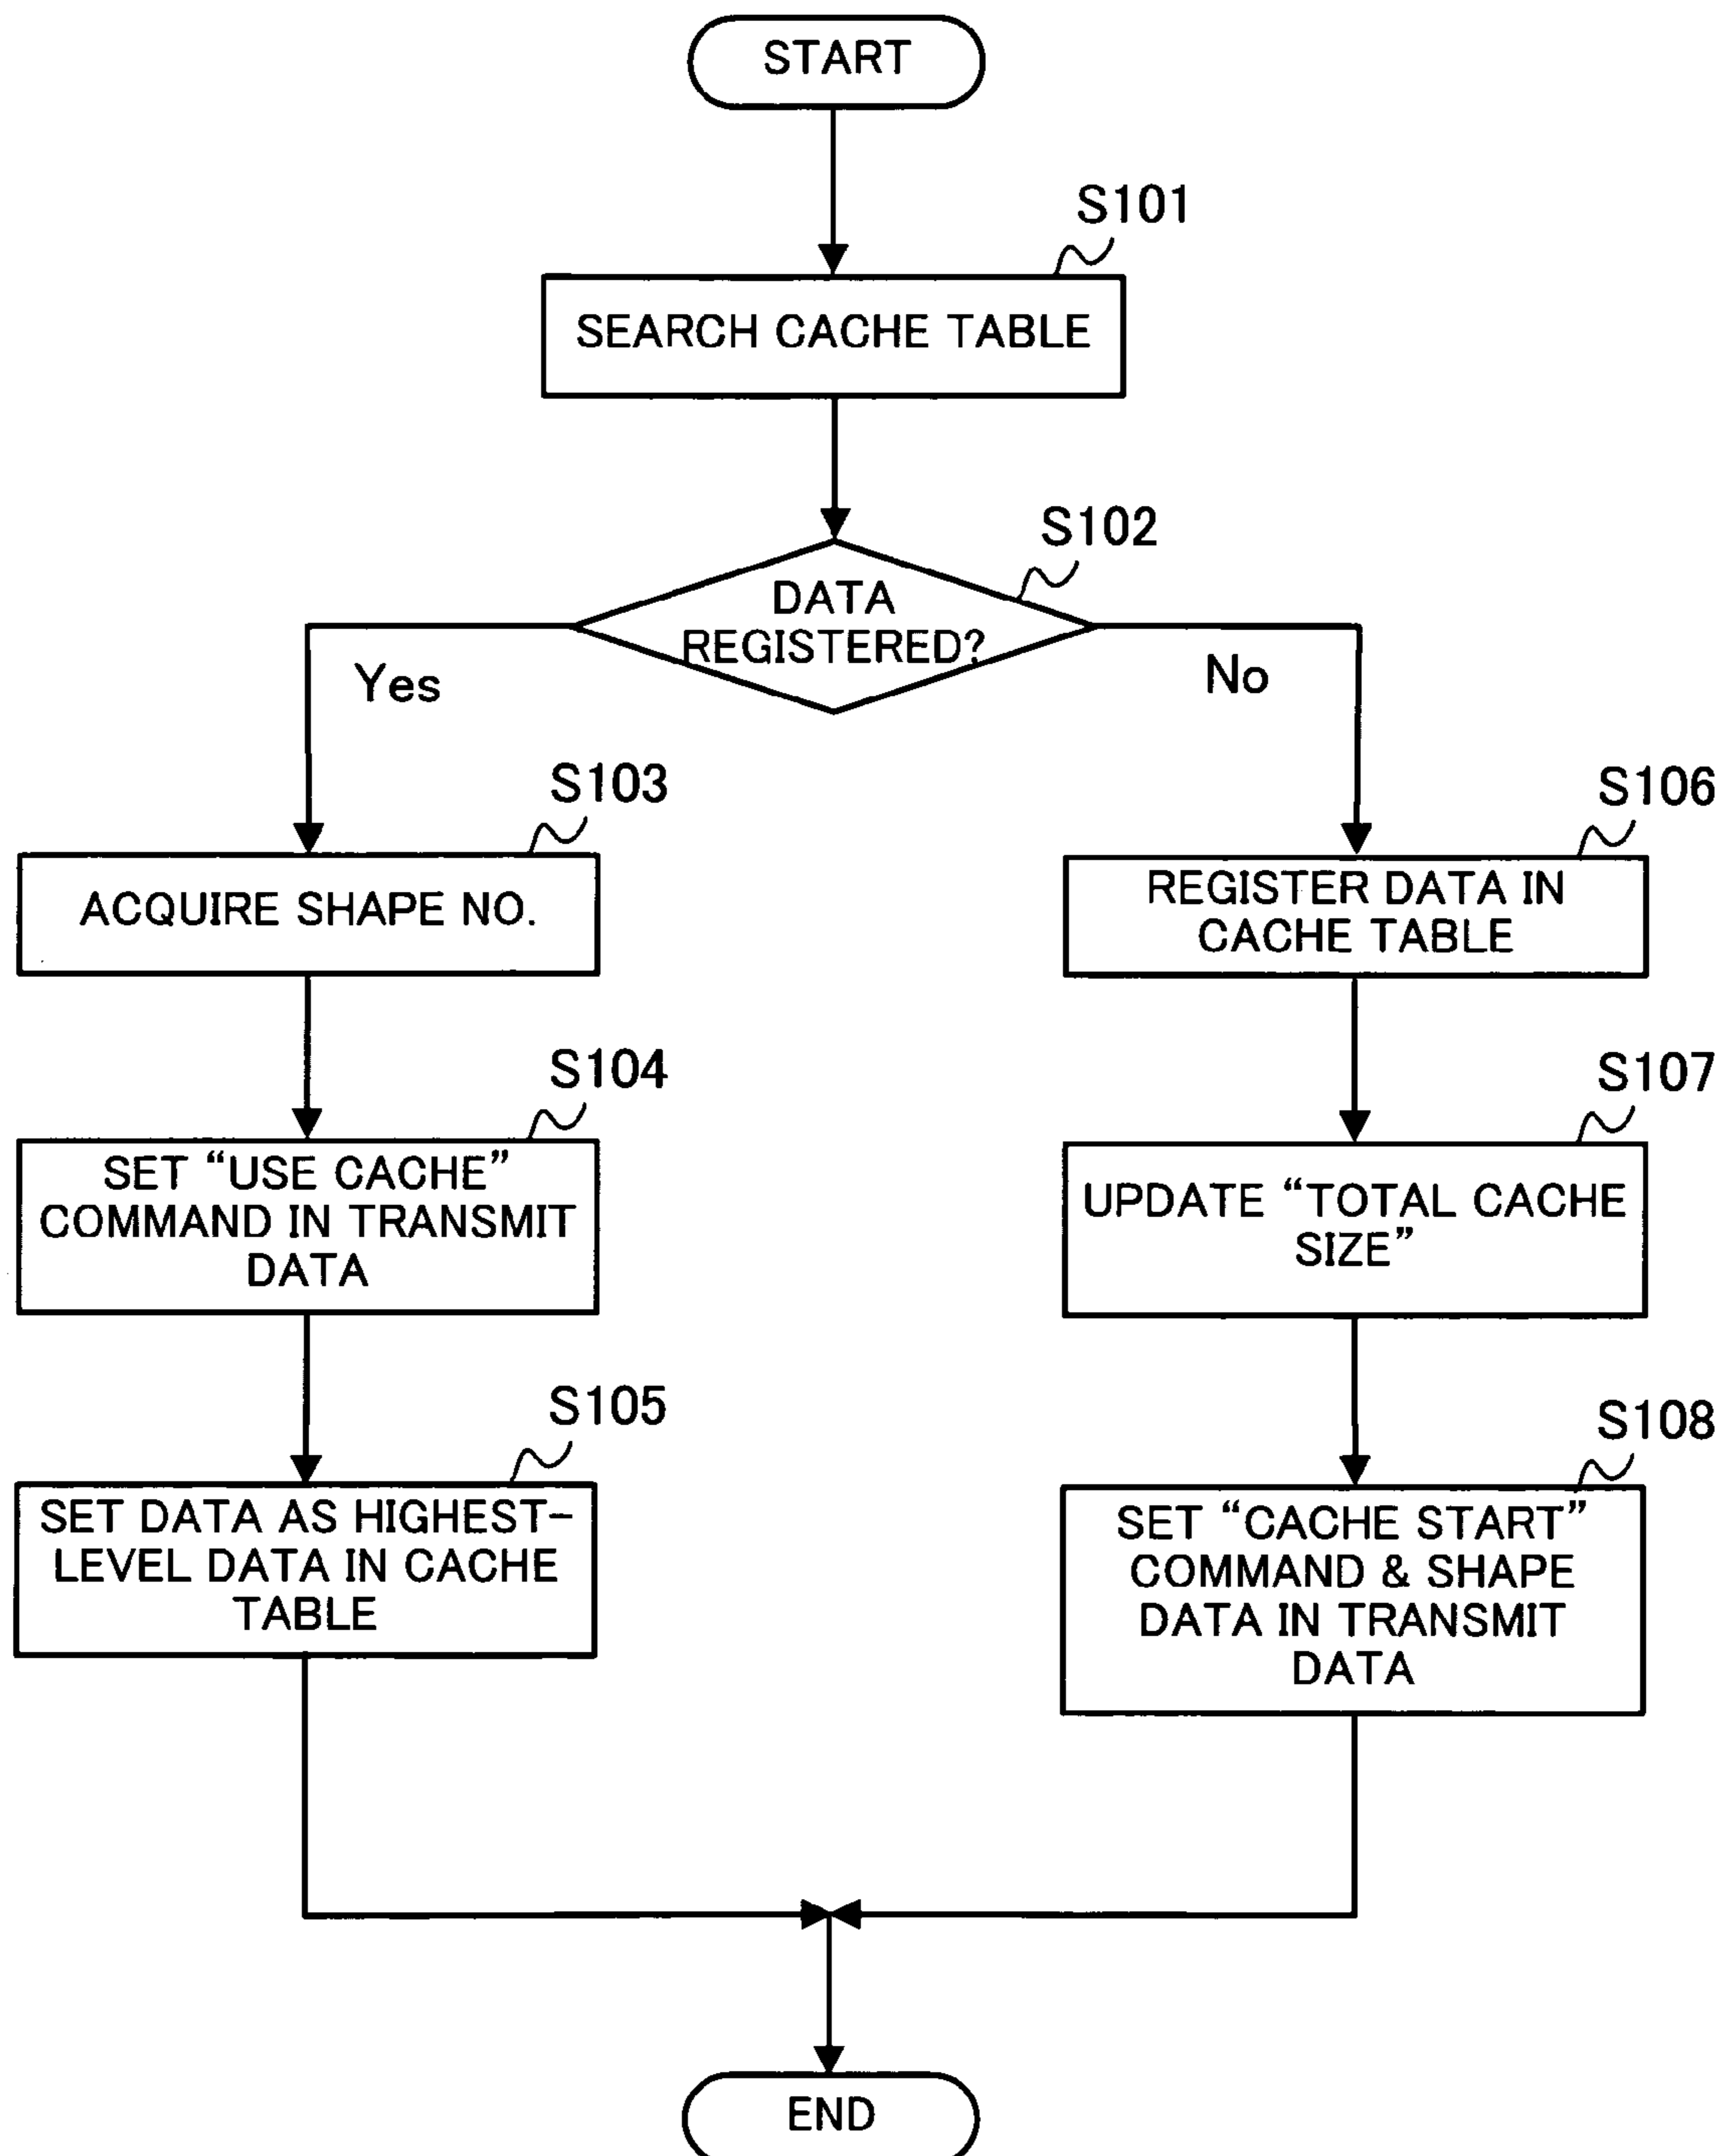 START
S101
SEARCH CACHE TABLE
S102
DATA
REGISTERED?
Yes
No
S103
ACQUIRE SHAPE NO.
S104
SET “USE CACHE”
COMMAND IN TRANSMIT
DATA
S105
SET DATA AS HIGHEST-
LEVEL DATA IN CACHE
TABLE
S106
REGISTER DATA IN
CACHE TABLE
S107
UPDATE “TOTAL CACHE
SIZE”
S108
SET “CACHE START”
COMMAND & SHAPE
DATA IN TRANSMIT
DATA
END